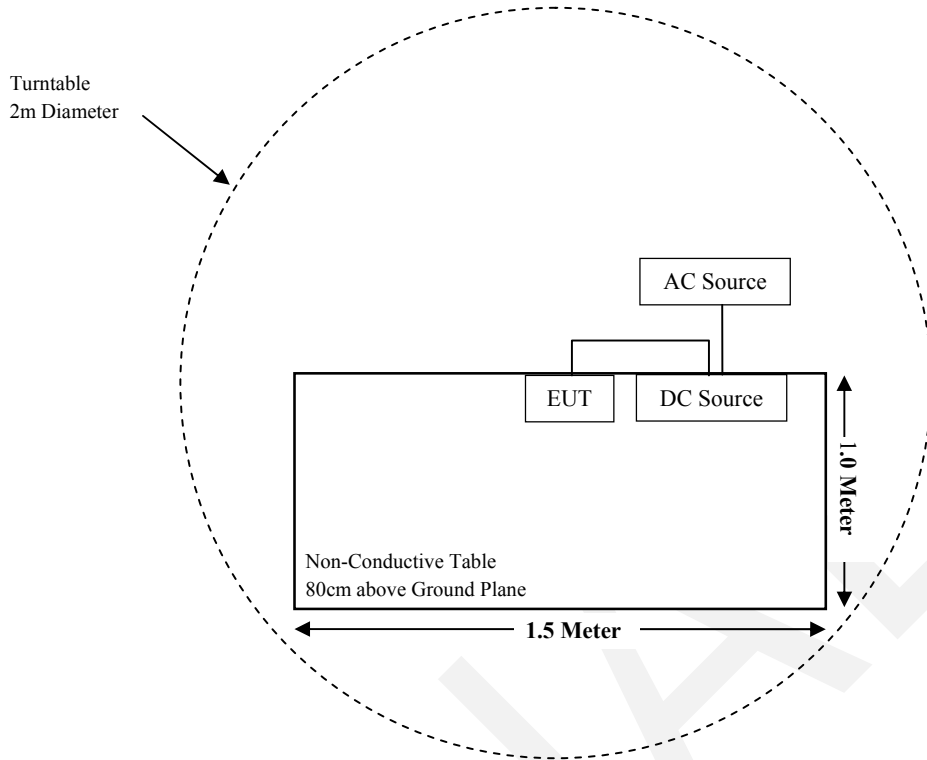 Turntable
2m Diameter
AC Source
EUT
DC Source
1.0 Meter
Non-Conductive Table
80cm above Ground Plane
1.5 Meter